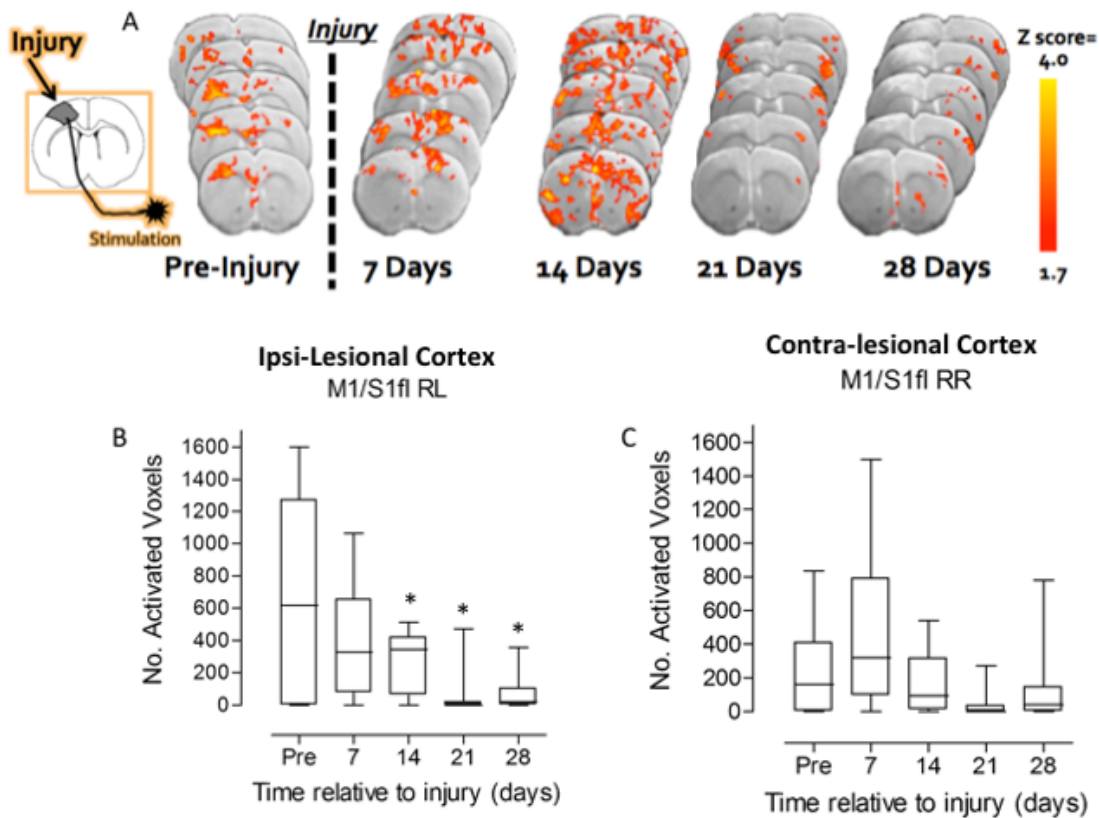 A
Injury
Stimulation
Injury
Z score=
4.0
1.7
Pre-Injury
7 Days
14 Days
21 Days
28 Days
Ipsi-Lesional Cortex
M1/S1fl RL
B
No. Activated Voxels
1600
1400
1200
1000
800
600
400
200
0
*
*
*
Pre
7
14
21
28
Time relative to injury (days)
Contra-lesional Cortex
M1/S1fl RR
C
No. Activated Voxels
1600
1400
1200
1000
800
600
400
200
0
Pre
7
14
21
28
Time relative to injury (days)